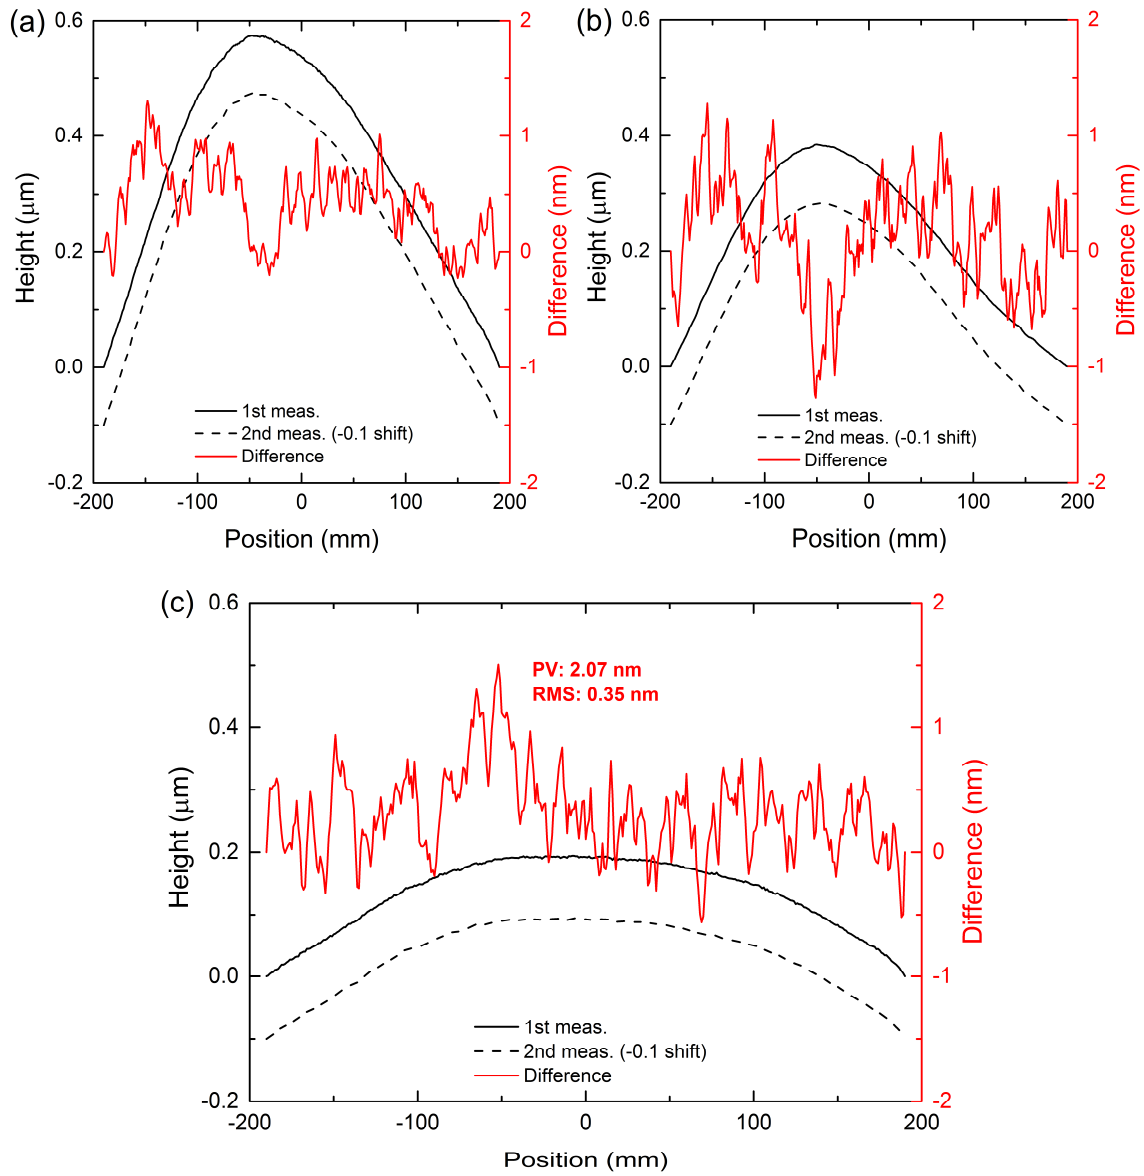 (a)
0.6
0.4
0.2
0.0
-0.2
Height (μm)
2
1
0
-1
-2
Difference (nm)
1st meas.
2nd meas. (-0.1 shift)
Difference
-200 -100 0 100 200
Position (mm)
(b)
0.6
0.4
0.2
0.0
-0.2
Height (μm)
2
1
0
-1
-2
Difference (nm)
1st meas.
2nd meas. (-0.1 shift)
Difference
-200 -100 0 100 200
Position (mm)
(c)
0.6
0.4
0.2
0.0
-0.2
Height (μm)
2
1
0
-1
-2
Difference (nm)
PV: 2.07 nm
RMS: 0.35 nm
1st meas.
2nd meas. (-0.1 shift)
Difference
-200 -100 0 100 200
Position (mm)